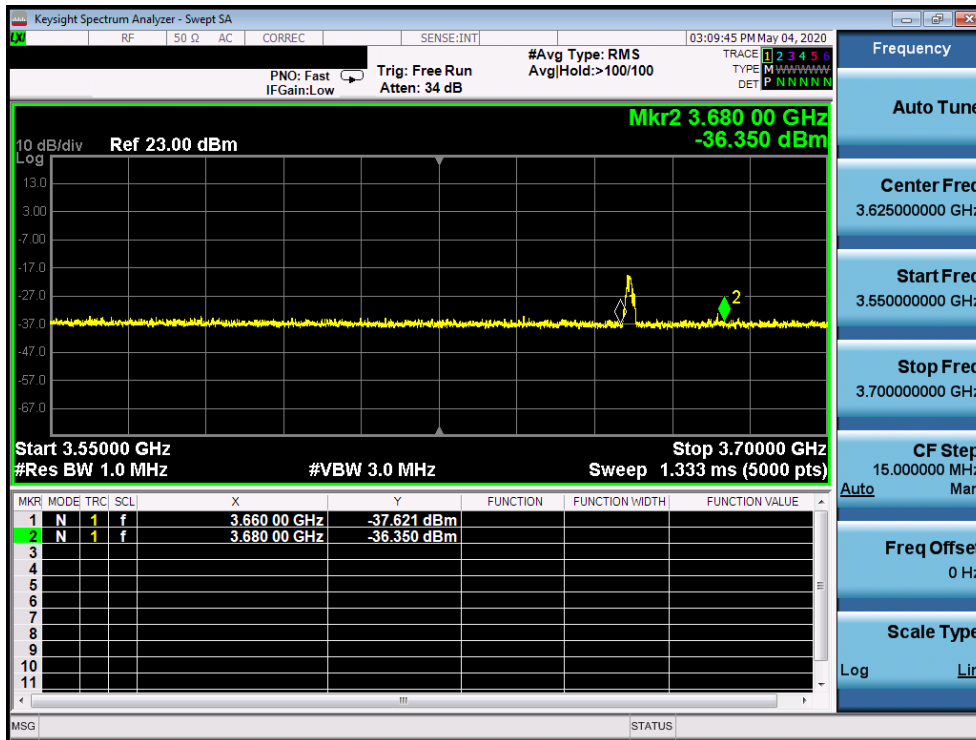 Keysight Spectrum Analyzer - Swept SA
LXI RF 50 Ω AC CORREC SENSE:INT 03:09:45 PM May 04, 2020
#Avg Type: RMS TRACE 1 2 3 4 5 6
PNO: Fast Trig: Free Run Avg|Hold:>100/100 TYPE M W W W W W
IFGain:Low Atten: 34 dB DET P N N N N N
Mkr2 3.680 00 GHz
10 dB/div Ref 23.00 dBm -36.350 dBm
Log
13.0
3.00
-7.00
-17.0
-27.0
2
-37.0
-47.0
-57.0
-67.0
Start 3.55000 GHz Stop 3.70000 GHz
#Res BW 1.0 MHz #VBW 3.0 MHz Sweep 1.333 ms (5000 pts)
MKR MODE TRC SCL X Y FUNCTION FUNCTION WIDTH FUNCTION VALUE
1 N 1 f 3.660 00 GHz -37.621 dBm
2 N 1 f 3.680 00 GHz -36.350 dBm
3
4
5
6
7
8
9
10
11
MSG STATUS
Frequency
Auto Tune
Center Freq
3.625000000 GHz
Start Freq
3.550000000 GHz
Stop Freq
3.700000000 GHz
CF Step
15.000000 MHz
Auto Man
Freq Offset
0 Hz
Scale Type
Log Lin